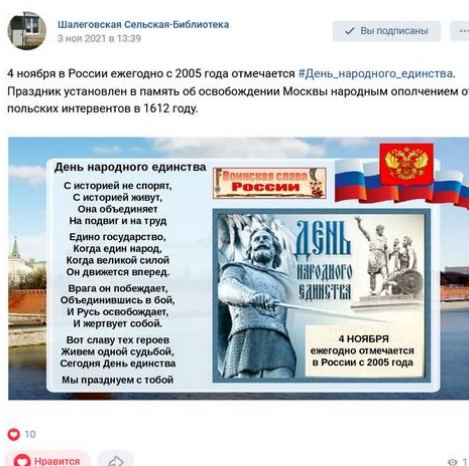 Шалеговская Сельская-Библиотека
3 ноя 2021 в 13:39
Вы подписаны
4 ноября в России ежегодно с 2005 года отмечается #День_народного_единства.
Праздник установлен в память об освобождении Москвы народным ополчением о
польских интервентов в 1612 году.
День народного единства
С историей не спорят,
С историей живут,
Она объединяет
На подвиг и на труд
Едино государство,
Когда един народ,
Когда великой силой
Он движется вперед.
Врага он побеждает,
Объединившись в бой,
И Русь освобождает,
И жертвует собой.
Вот славу тех героев
Живем одной судьбой,
Сегодня День единства
Мы празднуем с тобой
Воинская слава
России
ДЕНЬ
НАРОДНОГО
ЕДИНСТВА
4 НОЯБРЯ
ежегодно отмечается
в России с 2005 года
10
Нравится
1